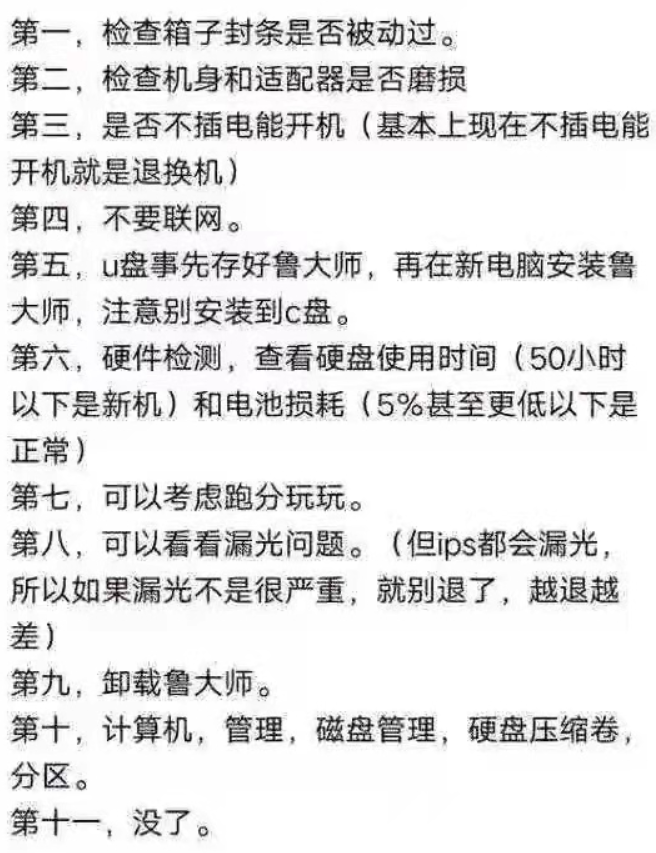 第一，检查箱子封条是否被动过。
第二，检查机身和适配器是否磨损
第三，是否不插电能开机（基本上现在不插电能
开机就是退换机）
第四，不要联网。
第五，u盘事先存好鲁大师，再在新电脑安装鲁
大师，注意别安装到c盘。
第六，硬件检测，查看硬盘使用时间（50小时
以下是新机）和电池损耗（5%甚至更低以下是
正常）
第七，可以考虑跑分玩玩。
第八，可以看看漏光问题。（但ips都会漏光，
所以如果漏光不是很严重，就别退了，越退越
差）
第九，卸载鲁大师。
第十，计算机，管理，磁盘管理，硬盘压缩卷，
分区。
第十一，没了。